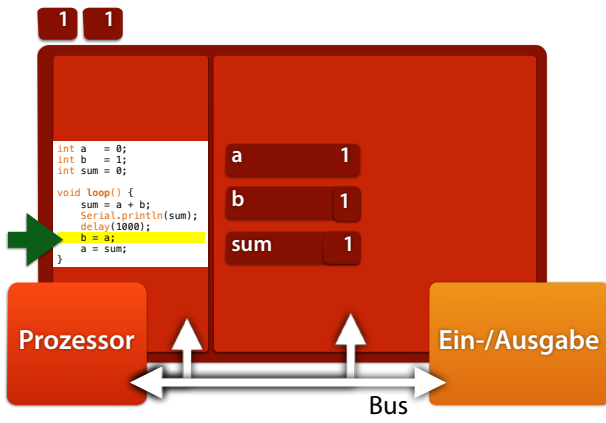 1 1
int a   = 0;
int b   = 1;
int sum = 0;
void loop() {
    sum = a + b;
    Serial.println(sum);
    delay(1000);
    b = a;
    a = sum;
}
a 1
b 1
sum 1
Prozessor
Ein-/Ausgabe
Bus